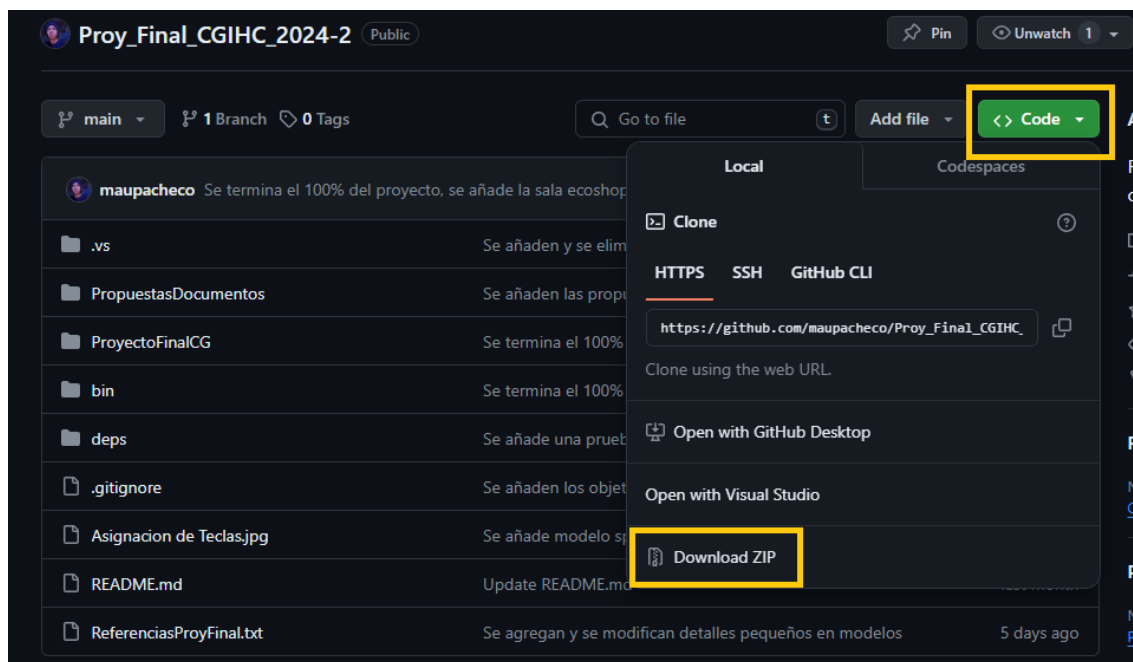 Proy_Final_CGIHC_2024-2 Public
Pin
Unwatch 1
main
1 Branch
0 Tags
Go to file
t
Add file
Code
Local
Codespaces
maupacheco Se termina el 100% del proyecto, se añade la sala ecoshop
Clone
.vs
Se añaden y se elim
HTTPS SSH GitHub CLI
PropuestasDocumentos
Se añaden las propu
https://github.com/maupacheco/Proy_Final_CGIHC_
ProyectoFinalCG
Se termina el 100%
Clone using the web URL.
bin
Se termina el 100%
deps
Se añade una prueb
Open with GitHub Desktop
.gitignore
Se añaden los objet
Open with Visual Studio
Asignacion de Teclas.jpg
Se añade modelo sp
Download ZIP
README.md
Update README.md
ReferenciasProyFinal.txt
Se agregan y se modifican detalles pequeños en modelos
5 days ago